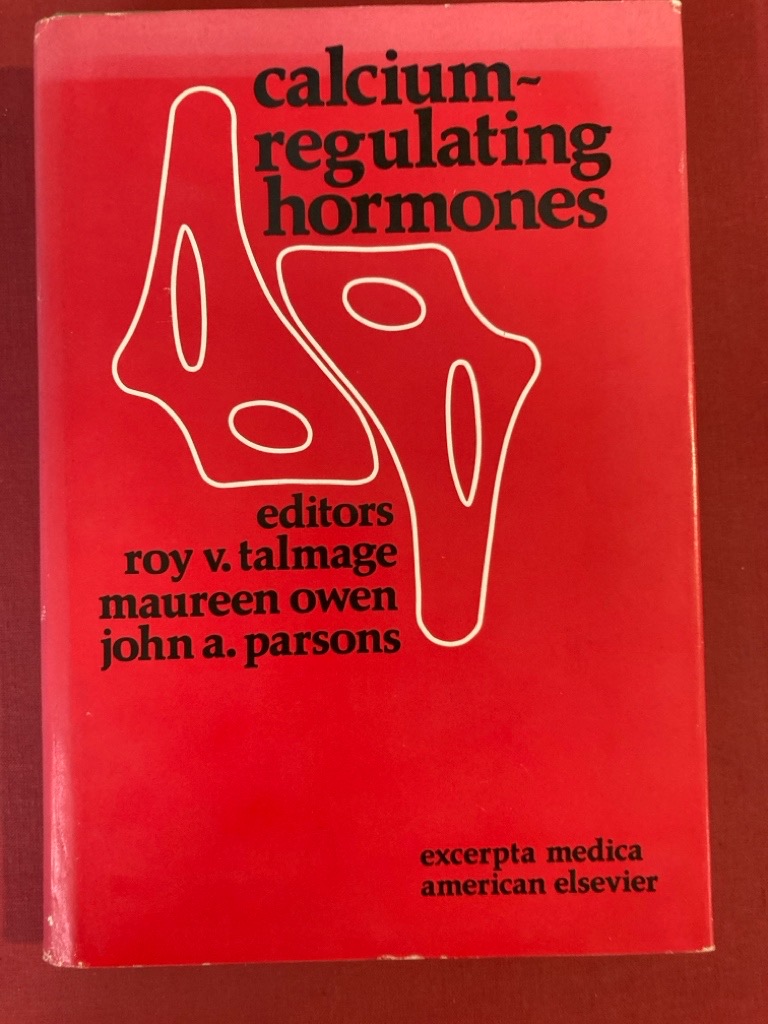 calcium-
regulating
hormones
editors
roy v. talmage
maureen owen
john a. parsons
excerpta medica
american elsevier